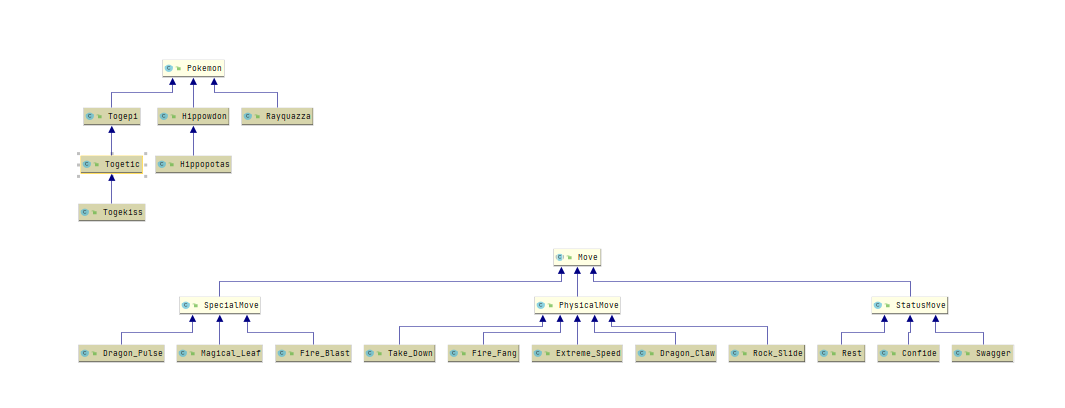 Pokemon
Togepi Hippowdon Rayquazza
Togetic Hippopotas
Togekiss
Move
SpecialMove PhysicalMove StatusMove
Dragon_Pulse Magical_Leaf Fire_Blast Take_Down Fire_Fang Extreme_Speed Dragon_Claw Rock_Slide Rest Confide Swagger